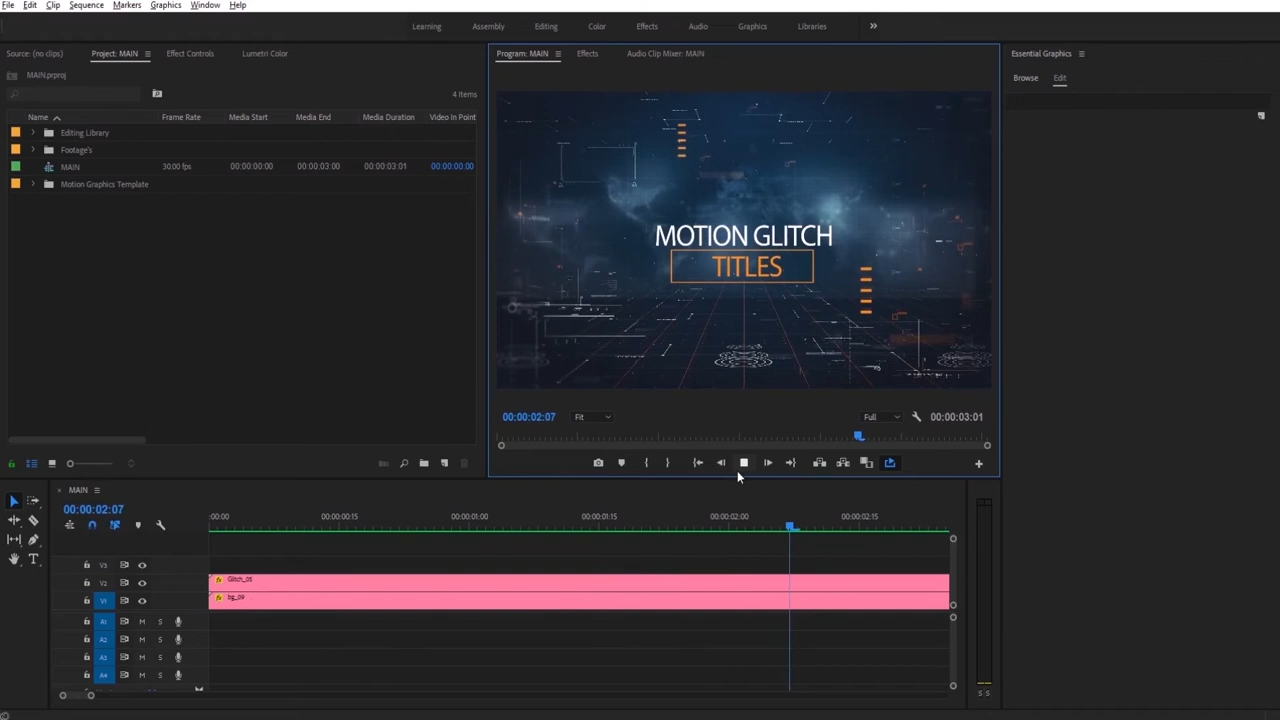 File Edit Clip Sequence Markers Graphics Window Help
Learning Assembly Editing Color Effects Audio Graphics Libraries
Source: (no clips) Project: MAIN Effect Controls Lumetri Color
Program: MAIN Effects Audio Clip Mixer: MAIN
Essential Graphics
MAIN.prproj
Browse Edit
4 Items
Name Frame Rate Media Start Media End Media Duration Video In Point
Editing Library
Footage's
MAIN 30.00 fps 00:00:00:00 00:00:03:00 00:00:03:01 00:00:00:00
Motion Graphics Template
MOTION GLITCH
TITLES
00:00:02:07 Fit Full 00:00:03:01
MAIN
00:00:02:07
:00:00 00:00:00:15 00:00:01:00 00:00:01:15 00:00:02:00 00:00:02:15
V3
V2 Glitch_05
V1 bg_09
A1 M S
A2 M S
A3 M S
A4 M S
S S